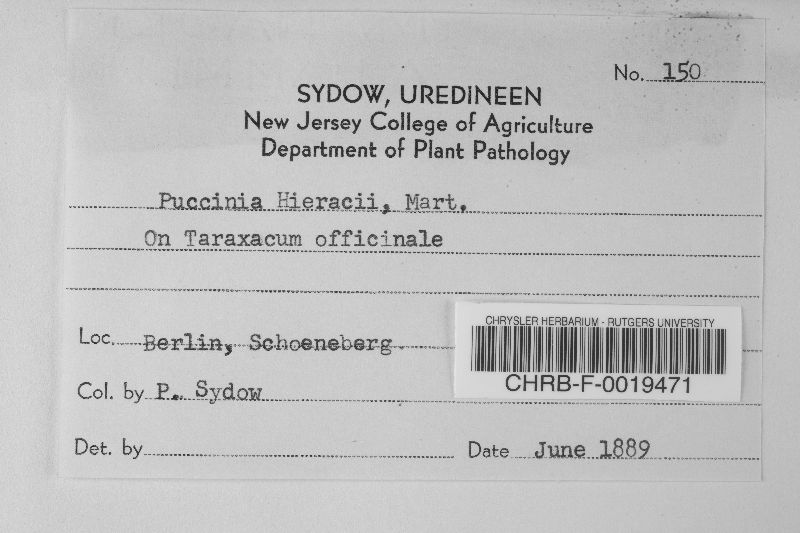 No. 150
SYDOW, UREDINEEN
New Jersey College of Agriculture
Department of Plant Pathology
Puccinia Hieracii, Mart.
On Taraxacum officinale
Loc. Berlin, Schoeneberg.
CHRYSLER HERBARIUM - RUTGERS UNIVERSITY
CHRB-F-0019471
Col. by P. Sydow
Det. by
Date June 1889